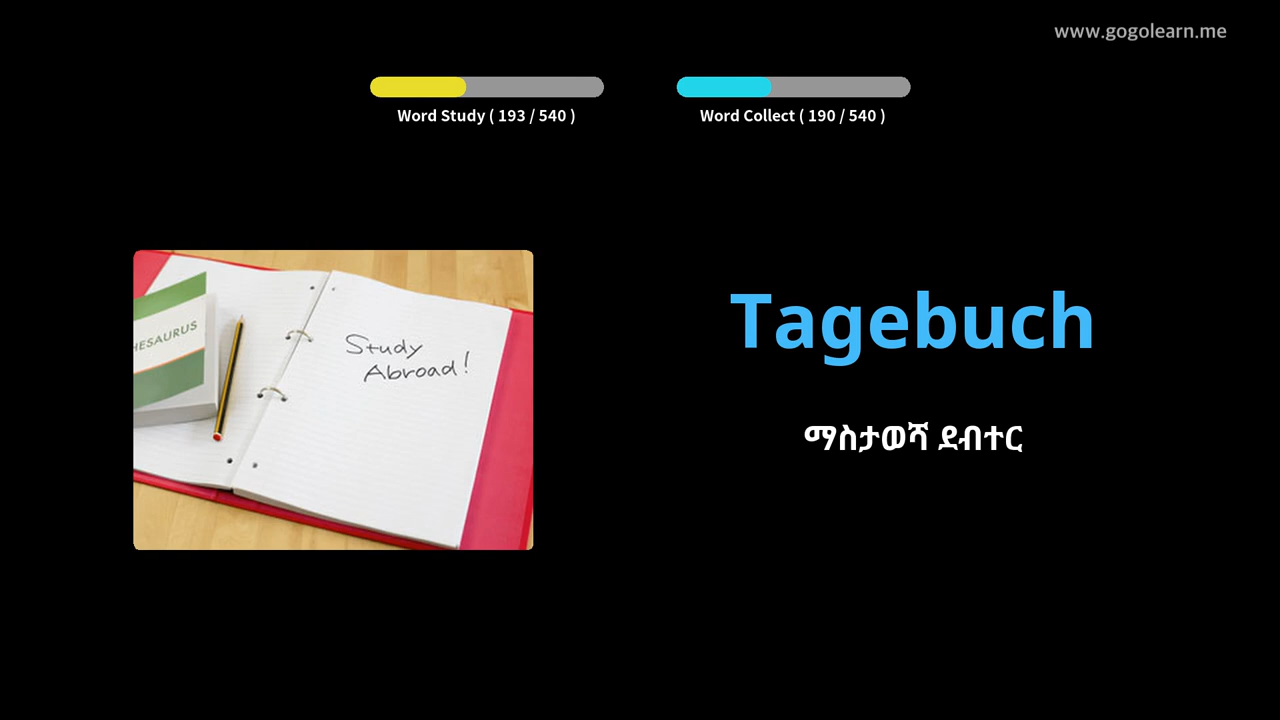 www.gogolearn.me
Word Study ( 193 / 540 )
Word Collect ( 190 / 540 )
HESAURUS
Study
Abroad!
Tagebuch
ማስታወሻ ደብተር